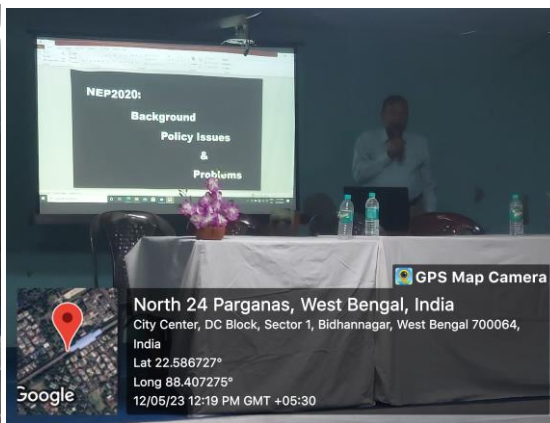 NEP2020:
Background
Policy Issues
&
Problems
GPS Map Camera
North 24 Parganas, West Bengal, India
City Center, DC Block, Sector 1, Bidhannagar, West Bengal 700064,
India
Lat 22.586727°
Long 88.407275°
12/05/23 12:19 PM GMT +05:30
Google